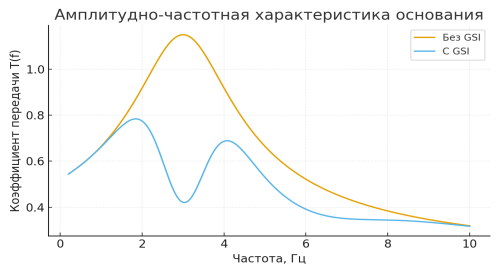 Амплитудно-частотная характеристика основания
Коэффициент передачи T(f)
1.0
0.8
0.6
0.4
Без GSI
С GSI
0 2 4 6 8 10
Частота, Гц